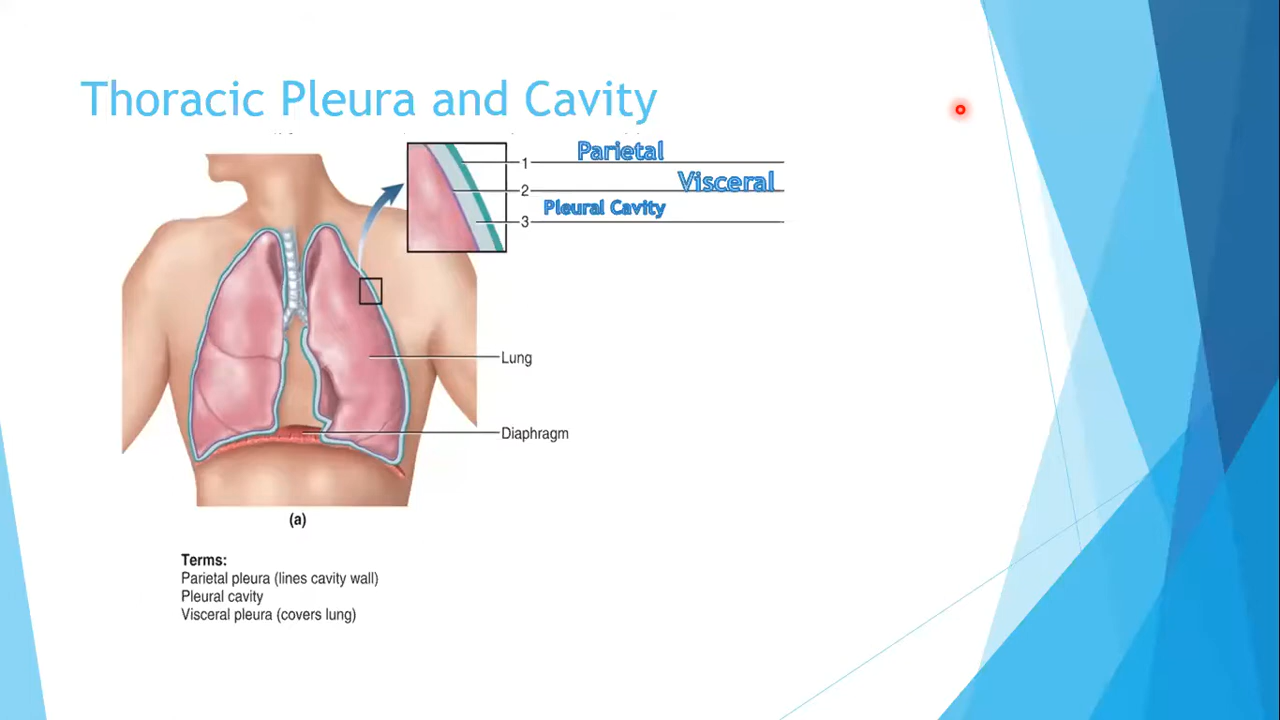 Thoracic Pleura and Cavity
1 Parietal
2 Visceral
3 Pleural Cavity
Lung
Diaphragm
(a)
Terms:
Parietal pleura (lines cavity wall)
Pleural cavity
Visceral pleura (covers lung)